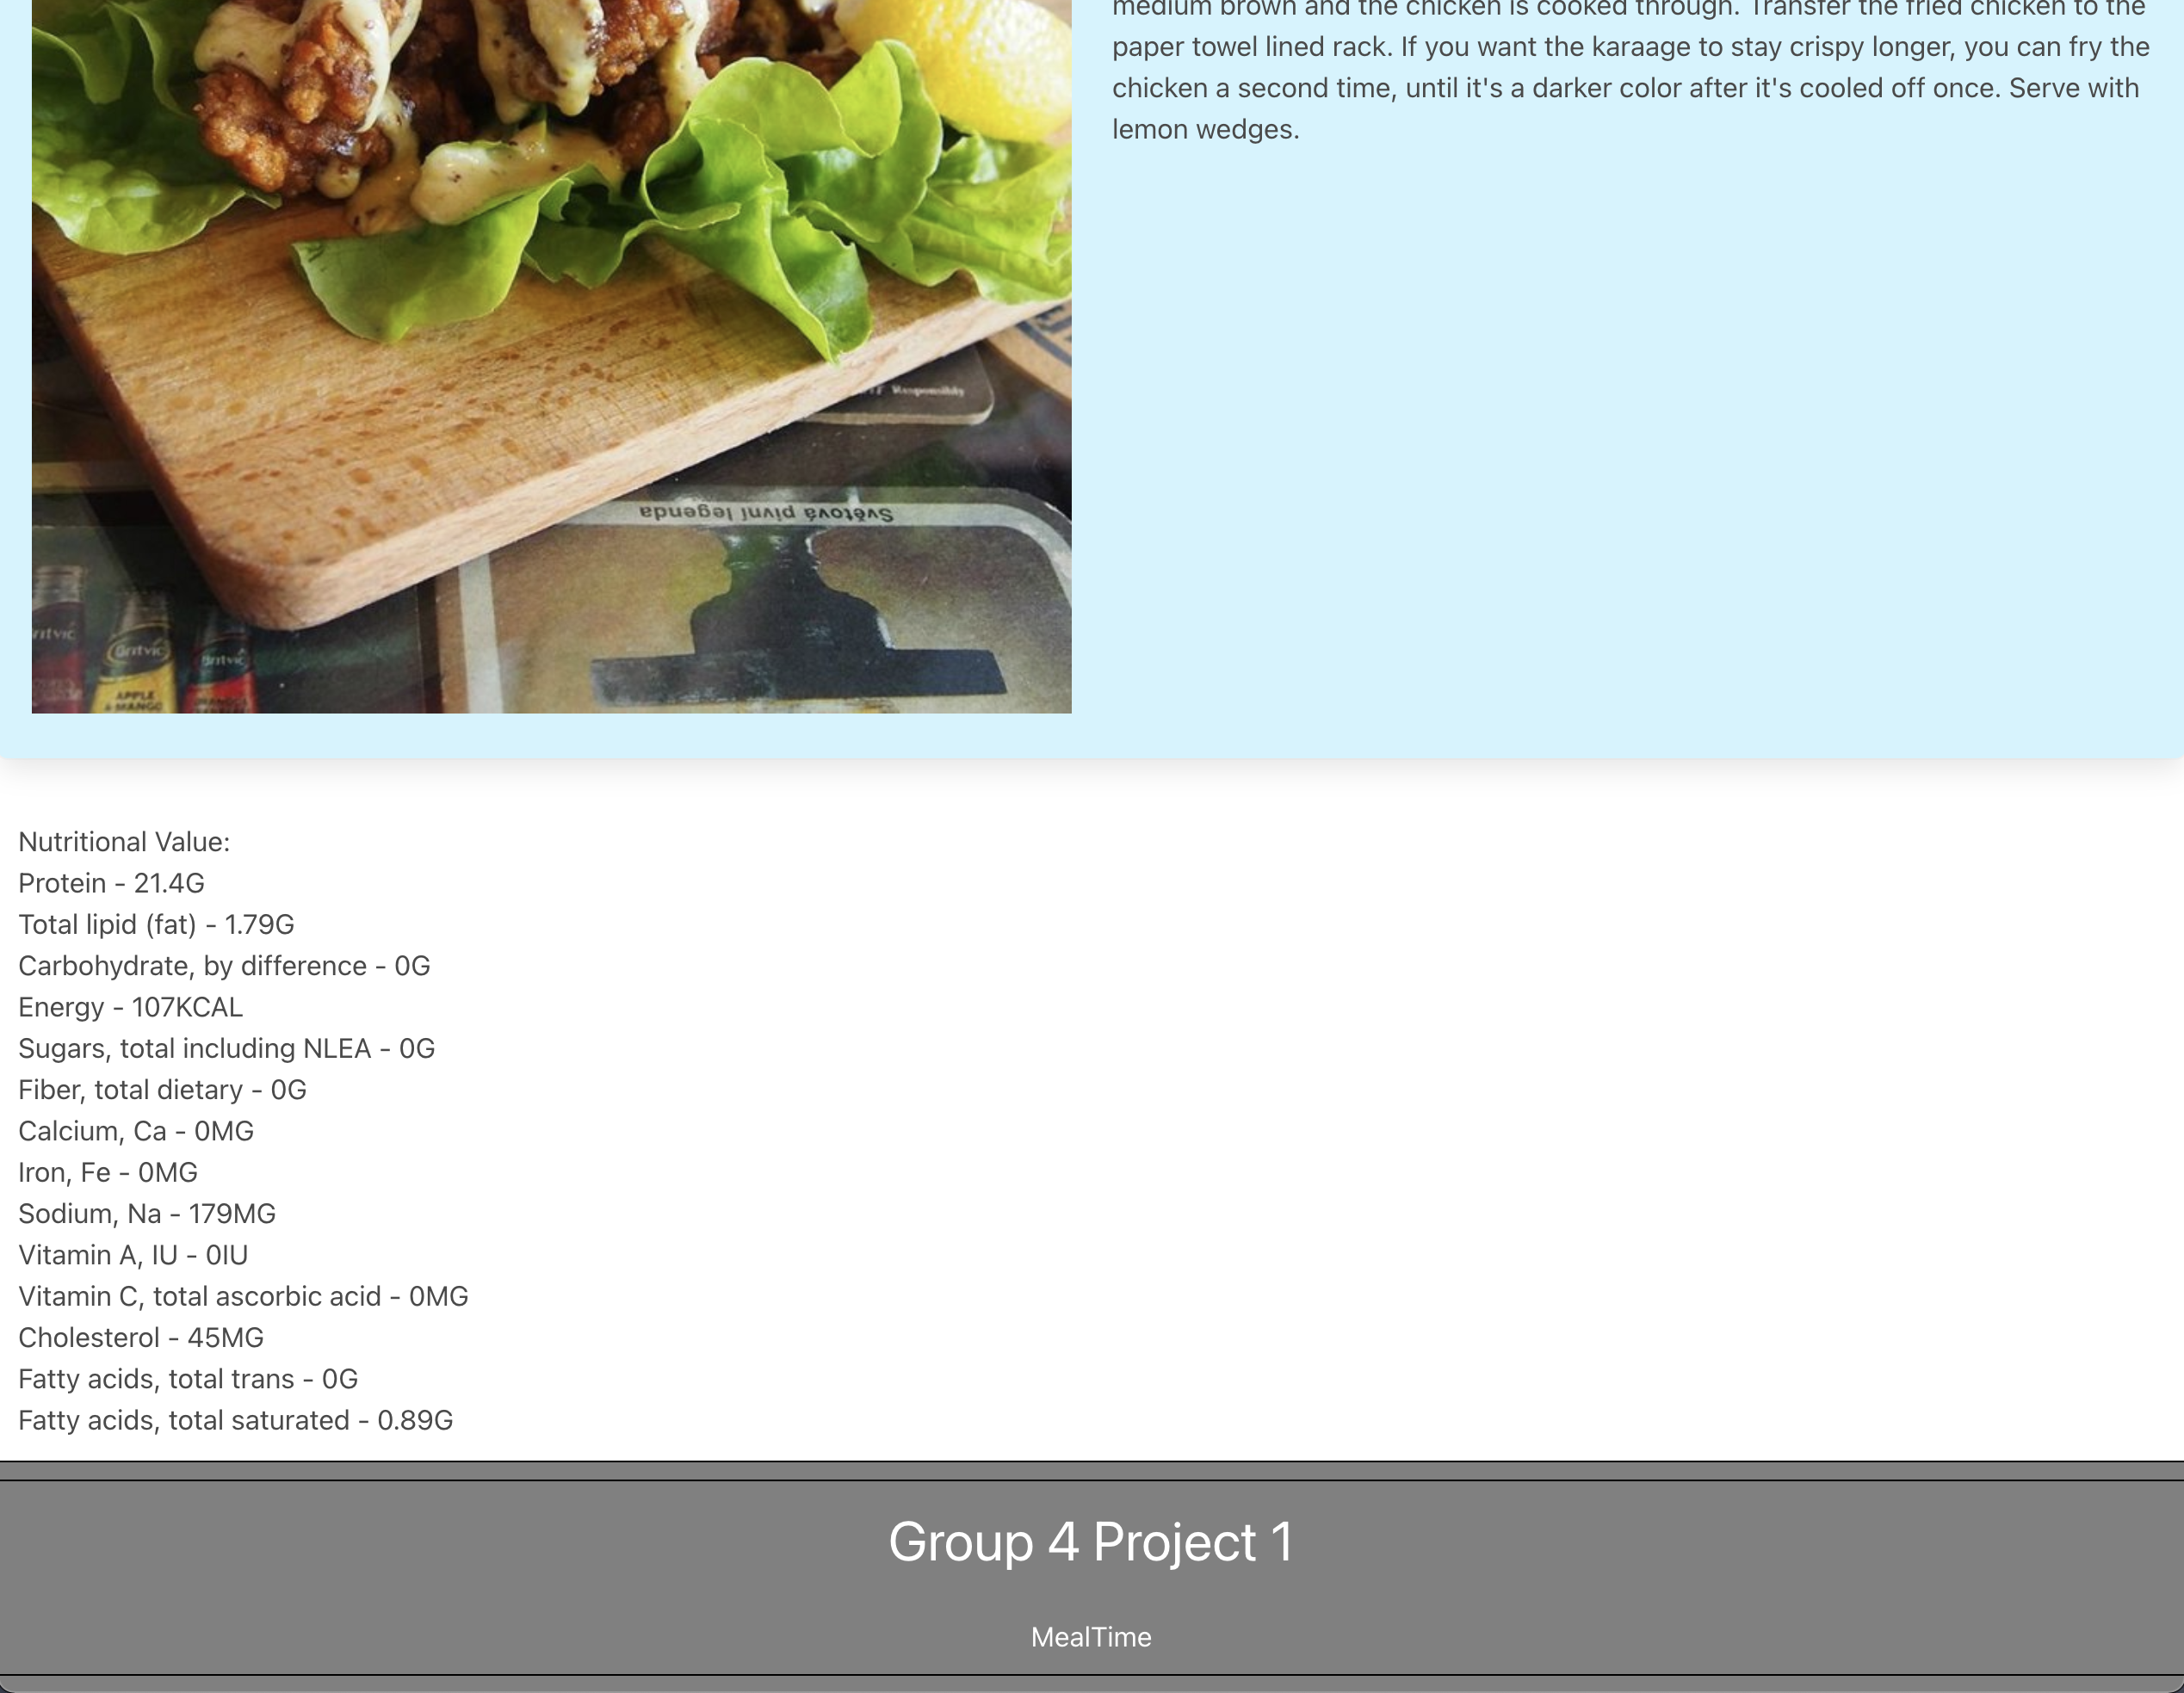 medium brown and the chicken is cooked through. Transfer the fried chicken to the
paper towel lined rack. If you want the karaage to stay crispy longer, you can fry the
chicken a second time, until it's a darker color after it's cooled off once. Serve with
lemon wedges.
Responsibly
Světová pivní legenda
Britvic
Britvic
APPLE
& MANGO
Nutritional Value:
Protein - 21.4G
Total lipid (fat) - 1.79G
Carbohydrate, by difference - 0G
Energy - 107KCAL
Sugars, total including NLEA - 0G
Fiber, total dietary - 0G
Calcium, Ca - 0MG
Iron, Fe - 0MG
Sodium, Na - 179MG
Vitamin A, IU - 0IU
Vitamin C, total ascorbic acid - 0MG
Cholesterol - 45MG
Fatty acids, total trans - 0G
Fatty acids, total saturated - 0.89G
Group 4 Project 1
MealTime